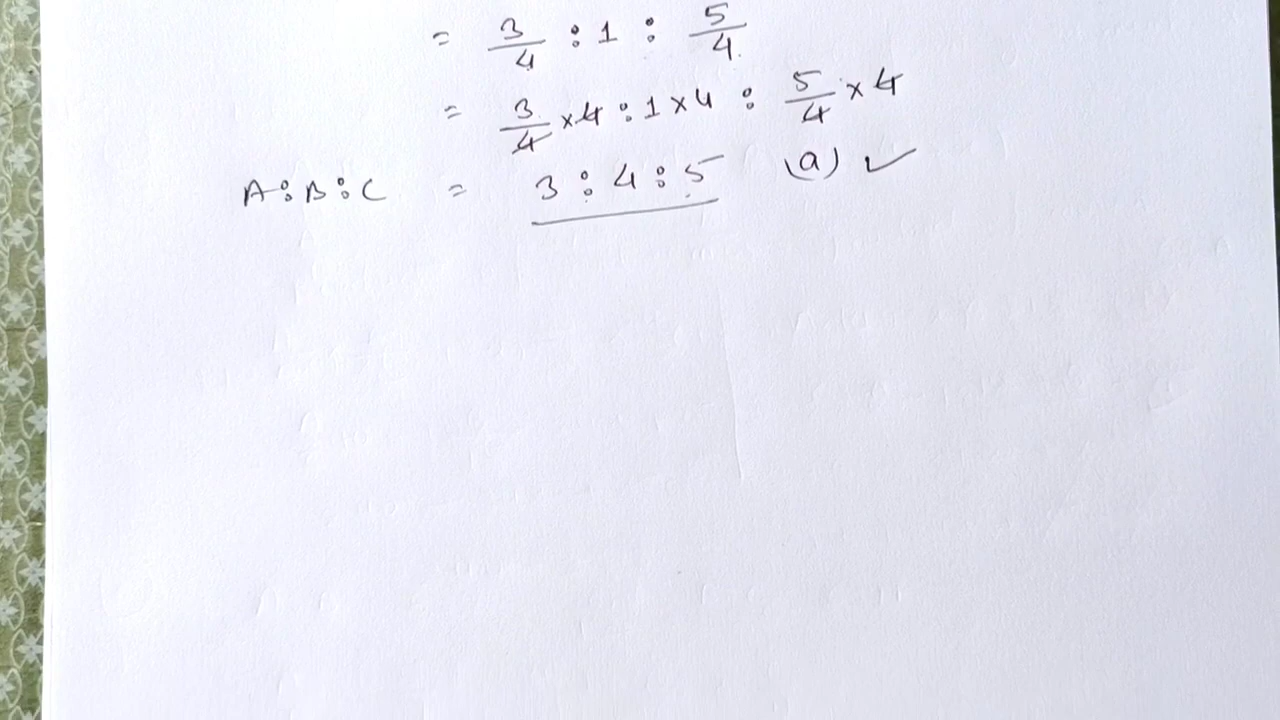 = 3/4 : 1 : 5/4
= 3/4 × 4 : 1 × 4 : 5/4 × 4
A:B:C = 3:4:5 (a) ✓